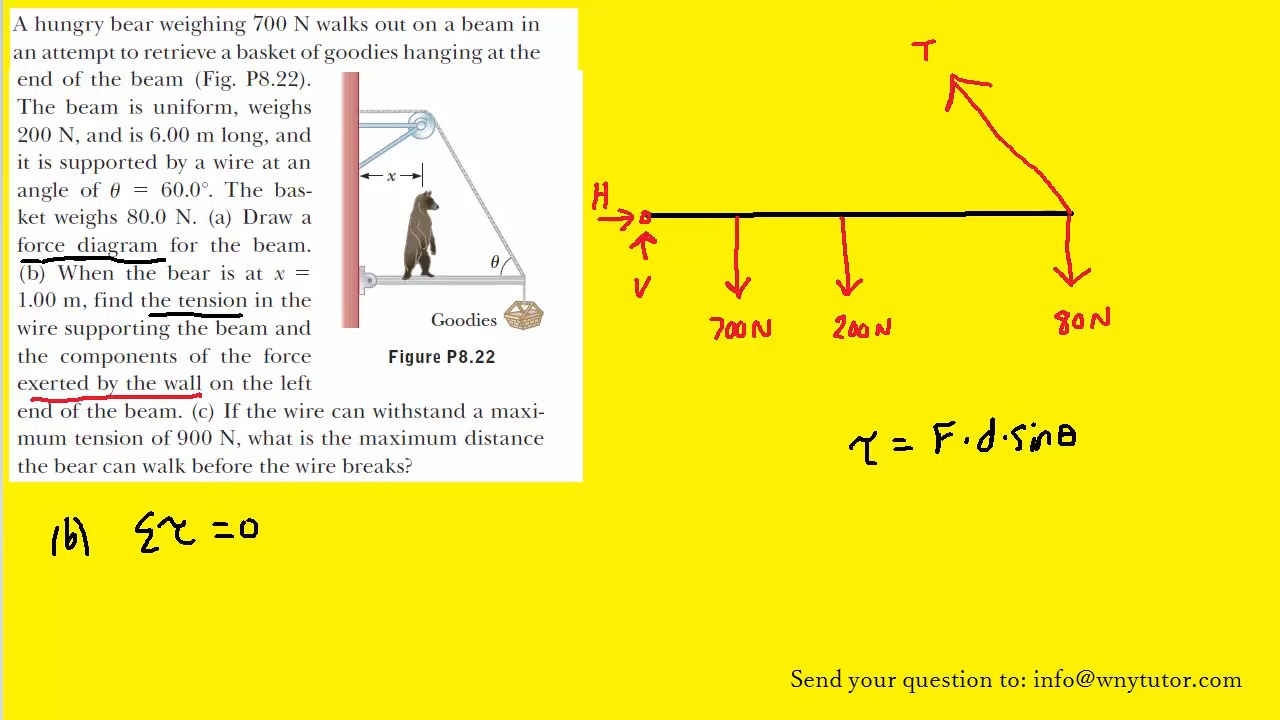 A hungry bear weighing 700 N walks out on a beam in
an attempt to retrieve a basket of goodies hanging at the
end of the beam (Fig. P8.22).
The beam is uniform, weighs
200 N, and is 6.00 m long, and
it is supported by a wire at an
angle of θ = 60.0°. The bas-
ket weighs 80.0 N. (a) Draw a
force diagram for the beam.
(b) When the bear is at x =
1.00 m, find the tension in the
wire supporting the beam and
the components of the force
exerted by the wall on the left
end of the beam. (c) If the wire can withstand a maxi-
mum tension of 900 N, what is the maximum distance
the bear can walk before the wire breaks?
x
θ
Goodies
Figure P8.22
T
H
V
700N
200N
80N
τ = F·d·sinθ
(b) Στ = 0
Send your question to: info@wnytutor.com